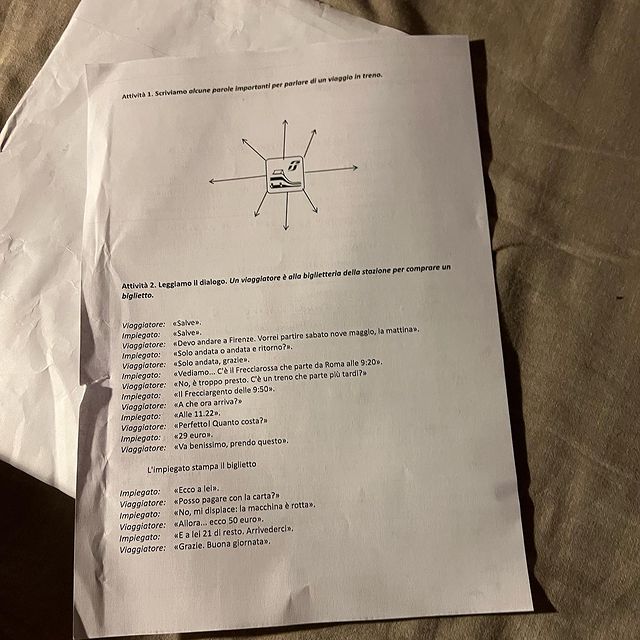 Attività 1. Scriviamo alcune parole importanti per parlare di un viaggio in treno.
Attività 2. Leggiamo il dialogo. Un viaggiatore è alla biglietteria della stazione per comprare un
biglietto.
Viaggiatore: «Salve».
Impiegato: «Salve».
Viaggiatore: «Devo andare a Firenze. Vorrei partire sabato nove maggio, la mattina».
Impiegato: «Solo andata o andata e ritorno?».
Viaggiatore: «Solo andata, grazie».
Impiegato: «Vediamo... C'è il Frecciarossa che parte da Roma alle 9:20».
Viaggiatore: «No, è troppo presto. C'è un treno che parte più tardi?»
Impiegato: «Il Frecciargento delle 9:50».
Viaggiatore: «A che ora arriva?»
Impiegato: «Alle 11.22».
Viaggiatore: «Perfetto! Quanto costa?»
Impiegato: «29 euro».
Viaggiatore: «Va benissimo, prendo questo».
L'impiegato stampa il biglietto
Impiegato: «Ecco a lei».
Viaggiatore: «Posso pagare con la carta?»
Impiegato: «No, mi dispiace: la macchina è rotta».
Viaggiatore: «Allora... ecco 50 euro».
Impiegato: «E a lei 21 di resto. Arrivederci».
Viaggiatore: «Grazie. Buona giornata».